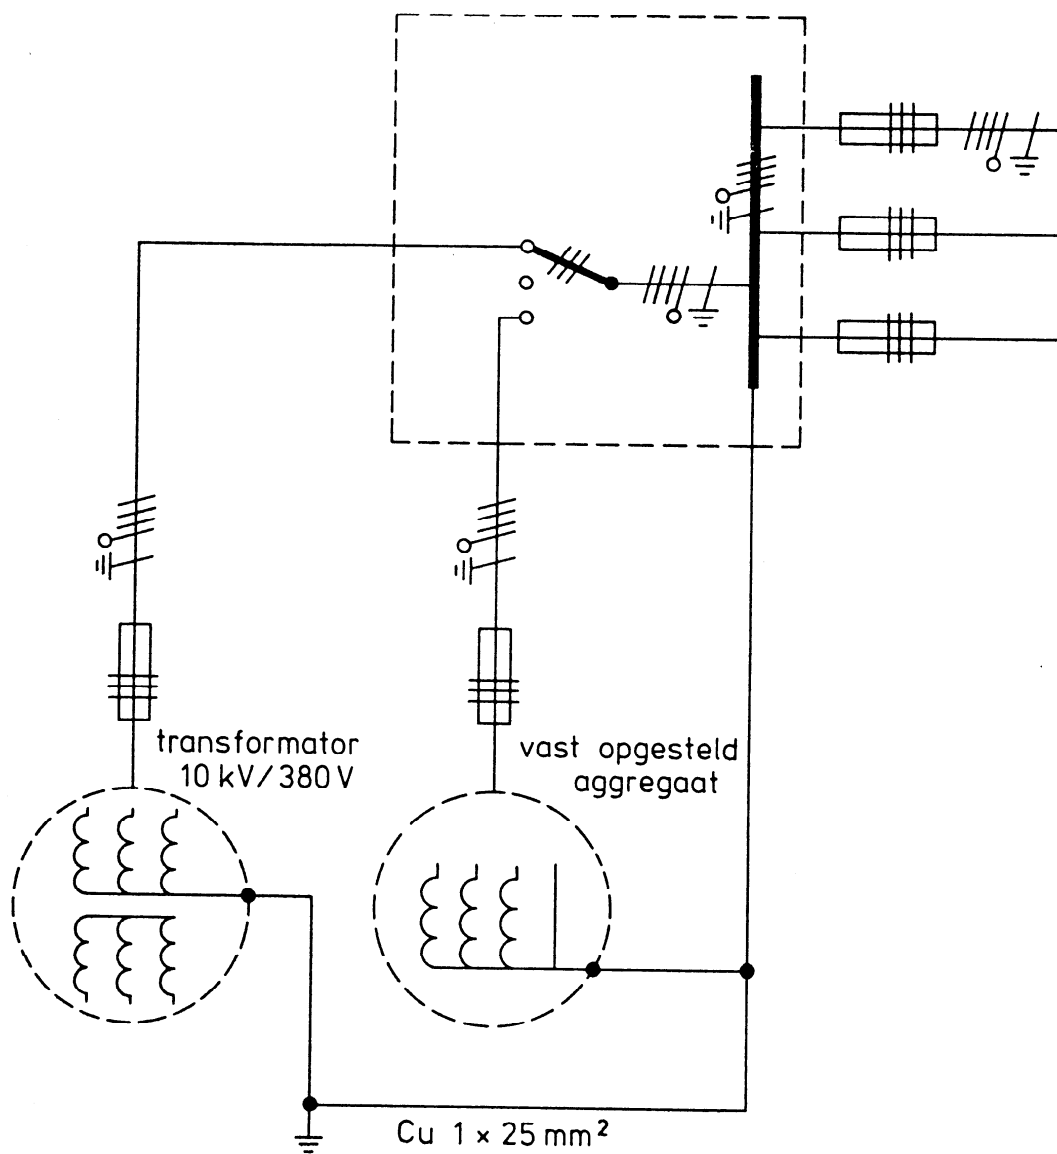 transformator
10 kV/380 V
vast opgesteld
aggregaat
Cu 1 × 25 mm²